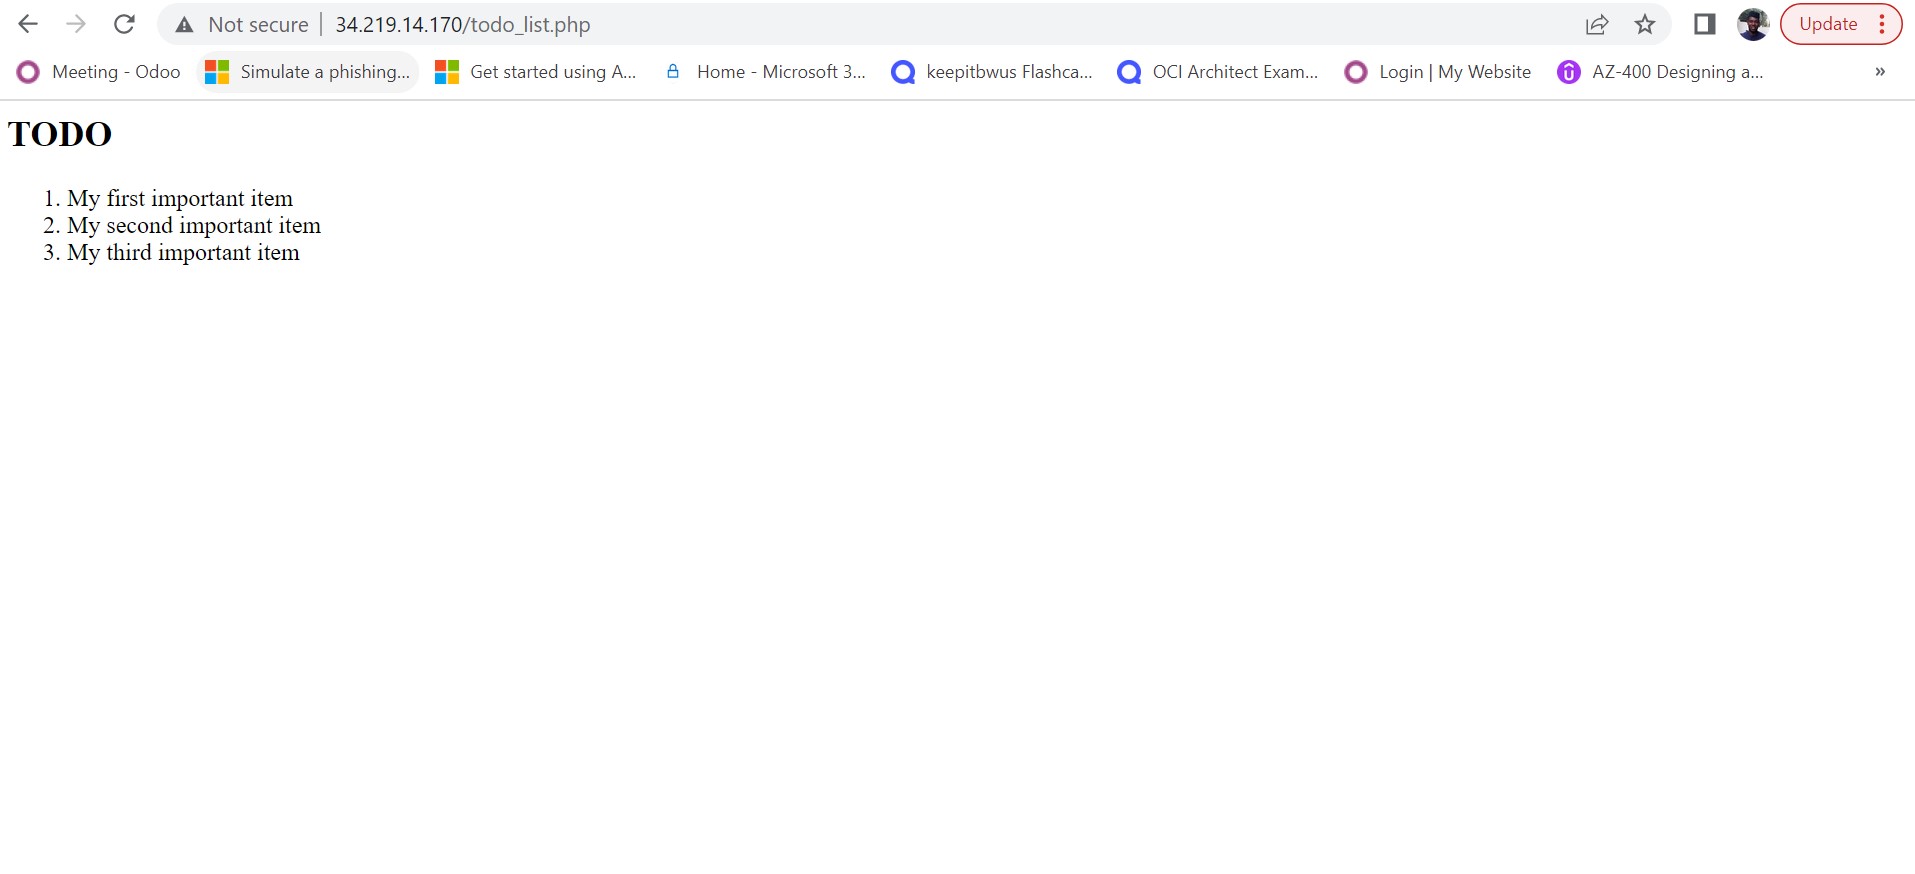 Not secure 34.219.14.170/todo_list.php Update
Meeting - Odoo Simulate a phishing... Get started using A... Home - Microsoft 3... keepitbwus Flashca... OCI Architect Exam... Login | My Website AZ-400 Designing a... »
TODO
1. My first important item
2. My second important item
3. My third important item